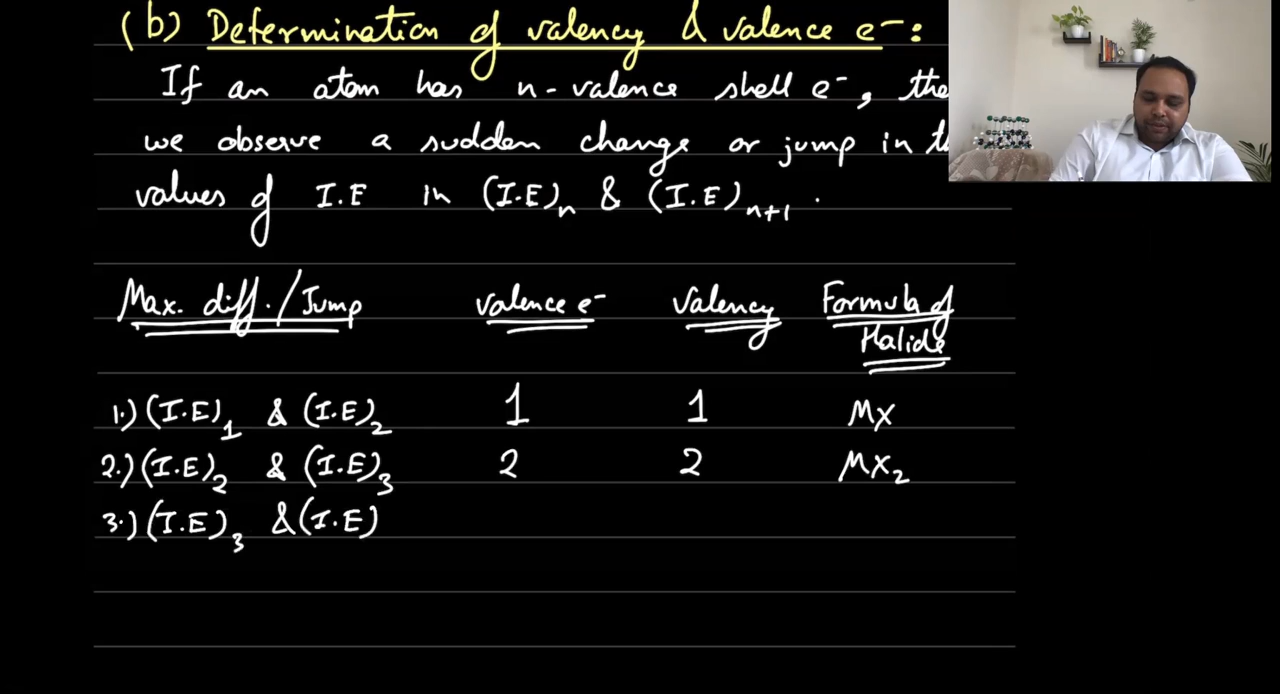 (b) Determination of valency & valence e⁻:
If an atom has n-valence shell e⁻, the
we observe a sudden change or jump in th
values of I.E in (I.E)ₙ & (I.E)ₙ₊₁ .
Max. diff./Jump valence e⁻ Valency Formula of
Halide
1.) (I.E)₁ & (I.E)₂ 1 1 MX
2.) (I.E)₂ & (I.E)₃ 2 2 MX₂
3.) (I.E)₃ & (I.E)